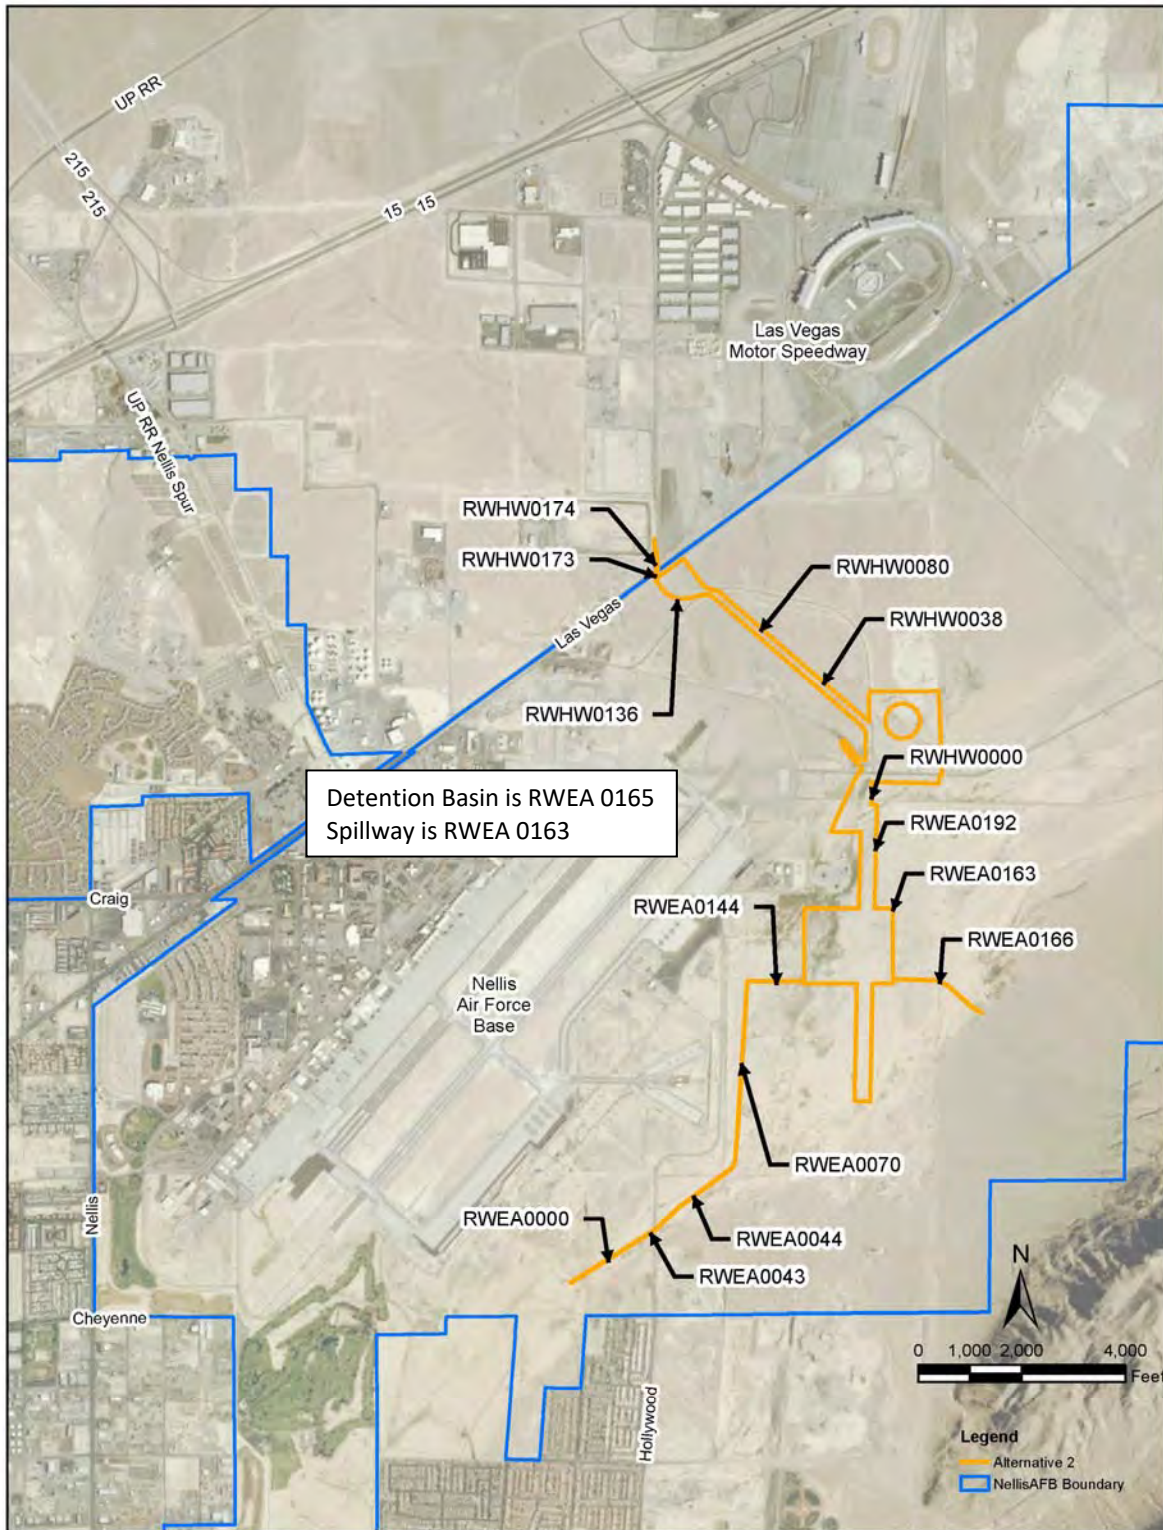 UP RR
215
215
15
15
Las Vegas
Motor Speedway
UP RR Nellis Spur
RWHW0174
RWHW0173
RWHW0080
Las Vegas
RWHW0038
RWHW0136
RWHW0000
Detention Basin is RWEA 0165
Spillway is RWEA 0163
RWEA0192
RWEA0163
Craig
RWEA0144
RWEA0166
Nellis
Air Force
Base
RWEA0070
Nellis
RWEA0000
RWEA0044
RWEA0043
Cheyenne
N
0 1,000 2,000 4,000
Feet
Hollywood
Legend
Alternative 2
NellisAFB Boundary